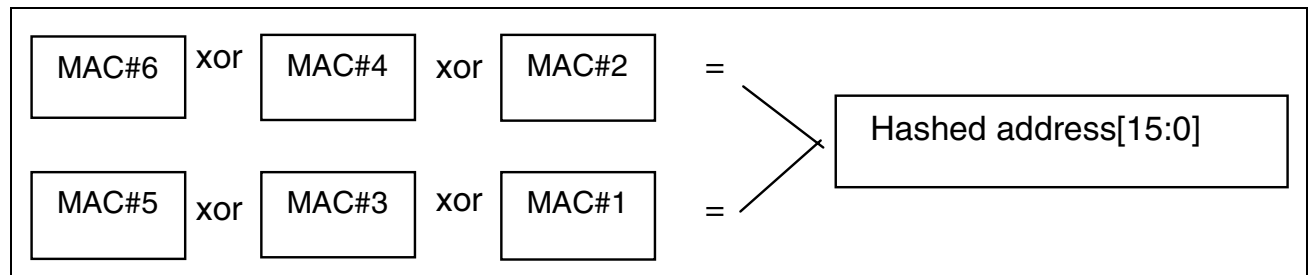 MAC#6 xor MAC#4 xor MAC#2 =
Hashed address[15:0]
MAC#5 xor MAC#3 xor MAC#1 =